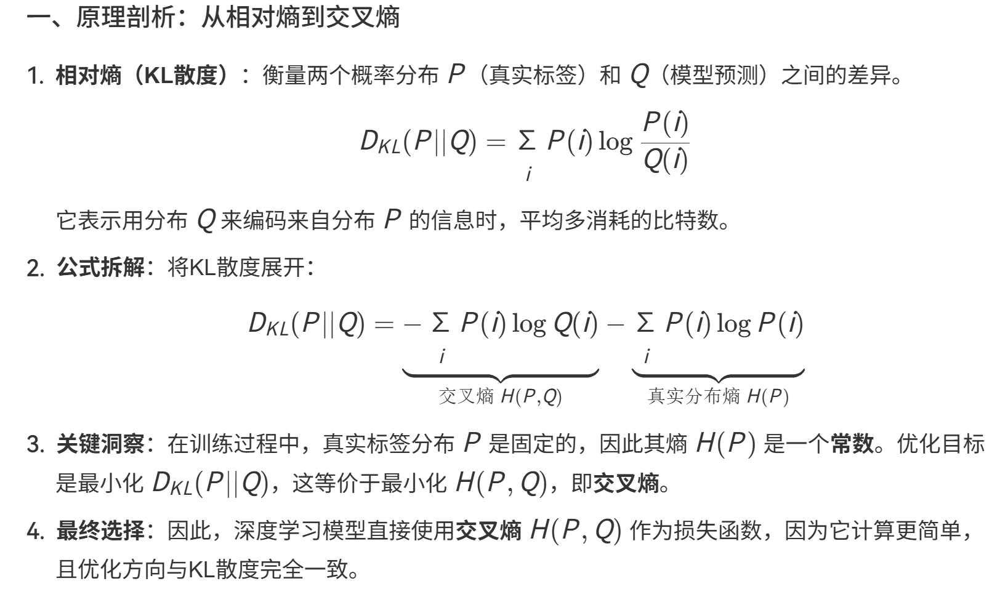 一、原理剖析：从相对熵到交叉熵
1. 相对熵（KL散度）：衡量两个概率分布 P（真实标签）和 Q（模型预测）之间的差异。
D_{KL}(P||Q) = \sum_i P(i) \log \frac{P(i)}{Q(i)}
它表示用分布 Q 来编码来自分布 P 的信息时，平均多消耗的比特数。
2. 公式拆解：将KL散度展开：
D_{KL}(P||Q) = \underbrace{-\sum_i P(i) \log Q(i)}_{交叉熵 H(P,Q)} - \underbrace{\sum_i P(i) \log P(i)}_{真实分布熵 H(P)}
3. 关键洞察：在训练过程中，真实标签分布 P 是固定的，因此其熵 H(P) 是一个常数。优化目标
是最小化 D_{KL}(P||Q)，这等价于最小化 H(P,Q)，即交叉熵。
4. 最终选择：因此，深度学习模型直接使用交叉熵 H(P,Q) 作为损失函数，因为它计算更简单，
且优化方向与KL散度完全一致。